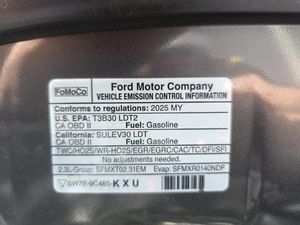 FoMoCo
Ford Motor Company
VEHICLE EMISSION CONTROL INFORMATION
Conforms to regulations: 2025 MY
U.S. EPA: T3B30 LDT2
CA OBD II Fuel: Gasoline
California: SULEV30 LDT
CA OBD II Fuel: Gasoline
TWC/HO2S/WR-HO2S/EGR/EGRC/CAC/TC/DFI/SFI
No adjustments needed.
2.3L-Group: SFMXT02.31EM Evap: SFMXR0140NDF
SW7E-9C485-KXU